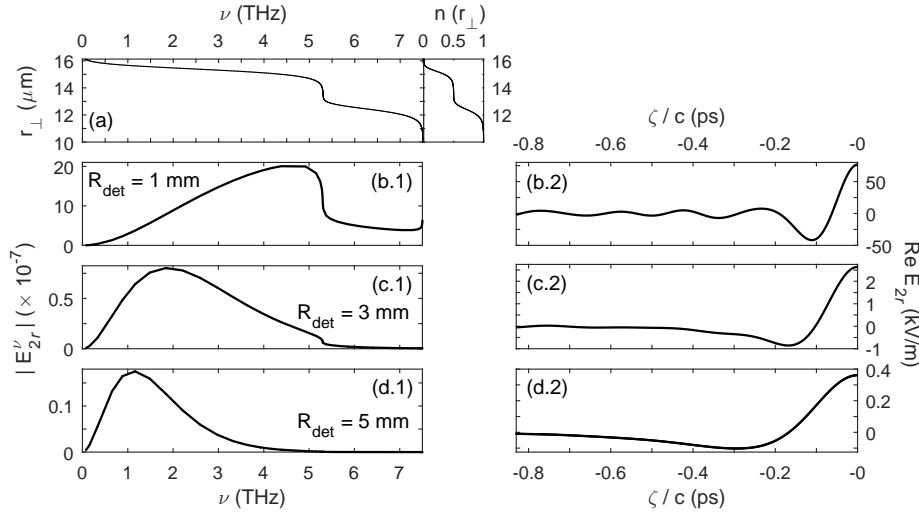 ν (THz)
n (r⊥)
0 1 2 3 4 5 6 7
0 0.5 1
16
14
12
10
r⊥ (μm)
(a)
16
14
12
ζ / c (ps)
-0.8 -0.6 -0.4 -0.2 -0
20
10
0
R_det = 1 mm
(b.1)
(b.2)
50
0
-50
0.5
0
(c.1)
R_det = 3 mm
(c.2)
2
1
0
-1
0.1
0
(d.1)
R_det = 5 mm
(d.2)
0.4
0.2
0
| E^ν_2r | (× 10^-7)
Re E_2r (kV/m)
0 1 2 3 4 5 6 7
ν (THz)
-0.8 -0.6 -0.4 -0.2 -0
ζ / c (ps)